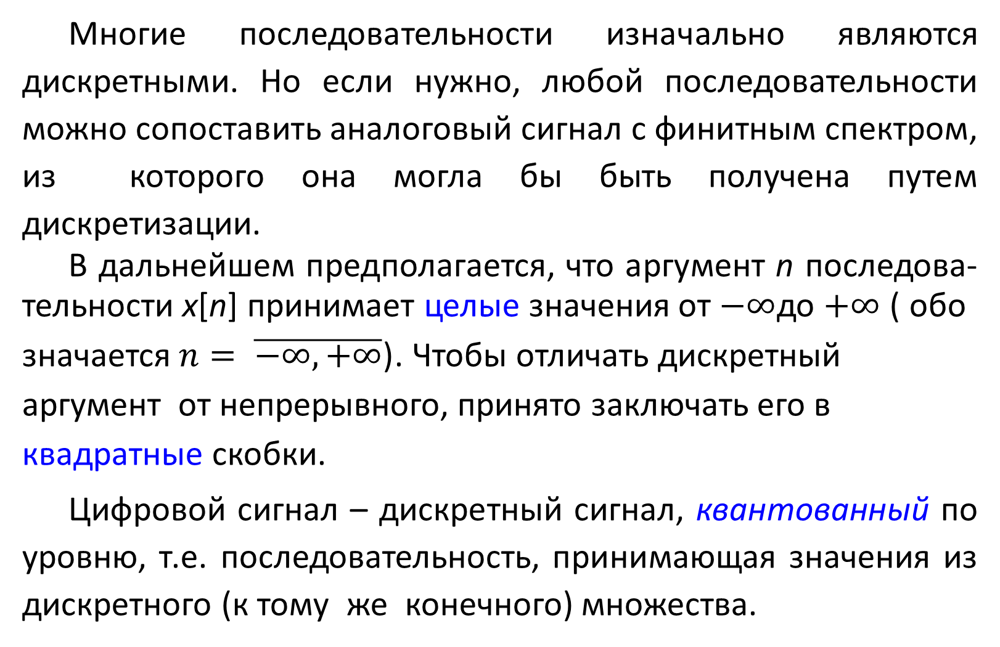 Многие последовательности изначально являются
дискретными. Но если нужно, любой последовательности
можно сопоставить аналоговый сигнал с финитным спектром,
из которого она могла бы быть получена путем
дискретизации.
В дальнейшем предполагается, что аргумент n последова-
тельности x[n] принимает целые значения от −∞до +∞ ( обо
значается n = \overline{−∞, +∞}). Чтобы отличать дискретный
аргумент от непрерывного, принято заключать его в
квадратные скобки.
Цифровой сигнал – дискретный сигнал, квантованный по
уровню, т.е. последовательность, принимающая значения из
дискретного (к тому же конечного) множества.